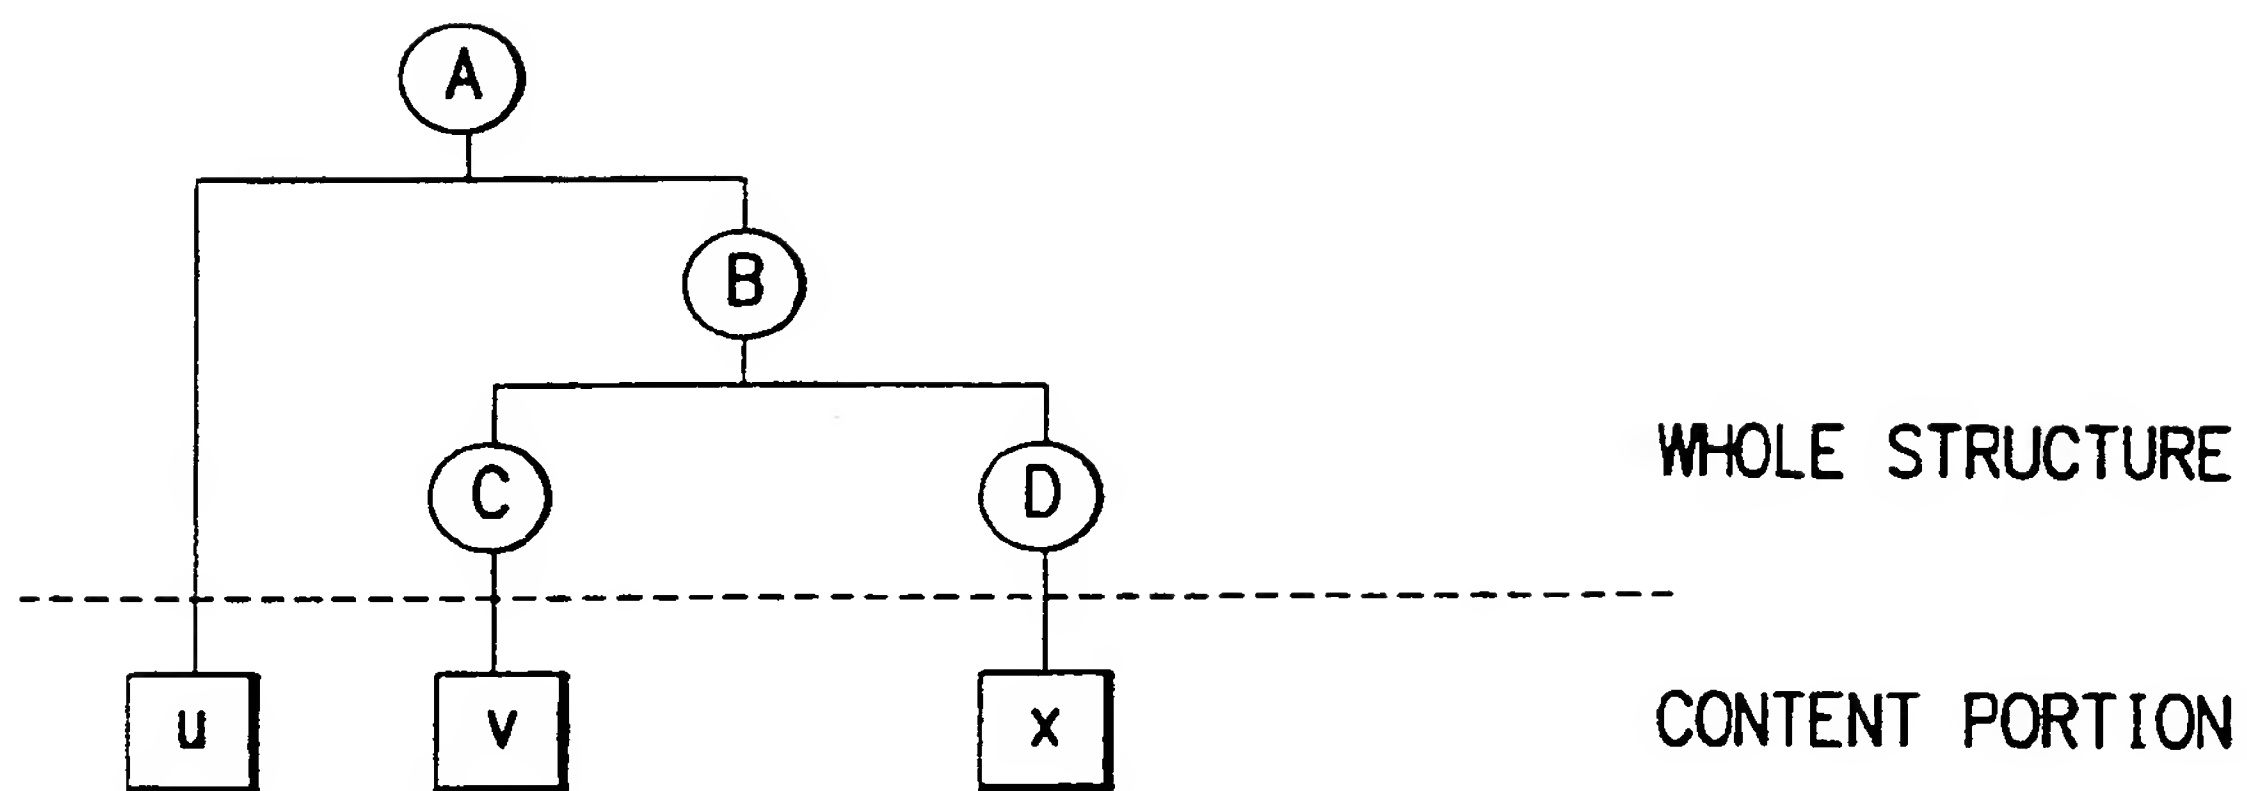 A
B
C D
WHOLE STRUCTURE
u v x
CONTENT PORTION